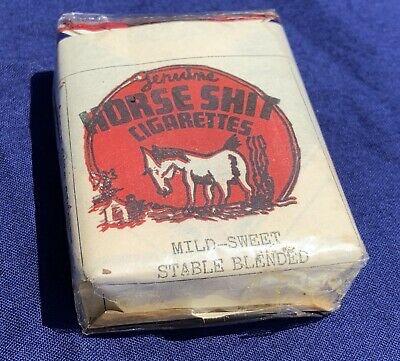 Genuine
HORSE SHIT
CIGARETTES
MILD-SWEET
STABLE BLENDED